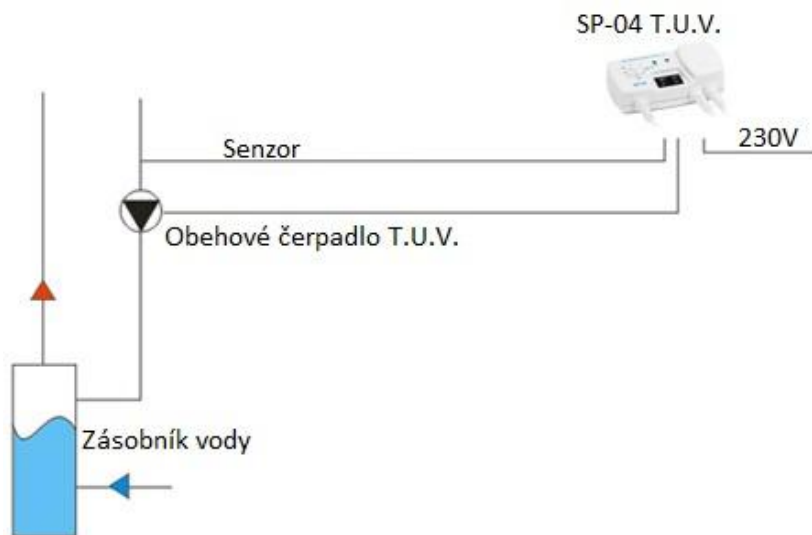 SP-04 T.U.V.
230V
Senzor
Obehové čerpadlo T.U.V.
Zásobník vody